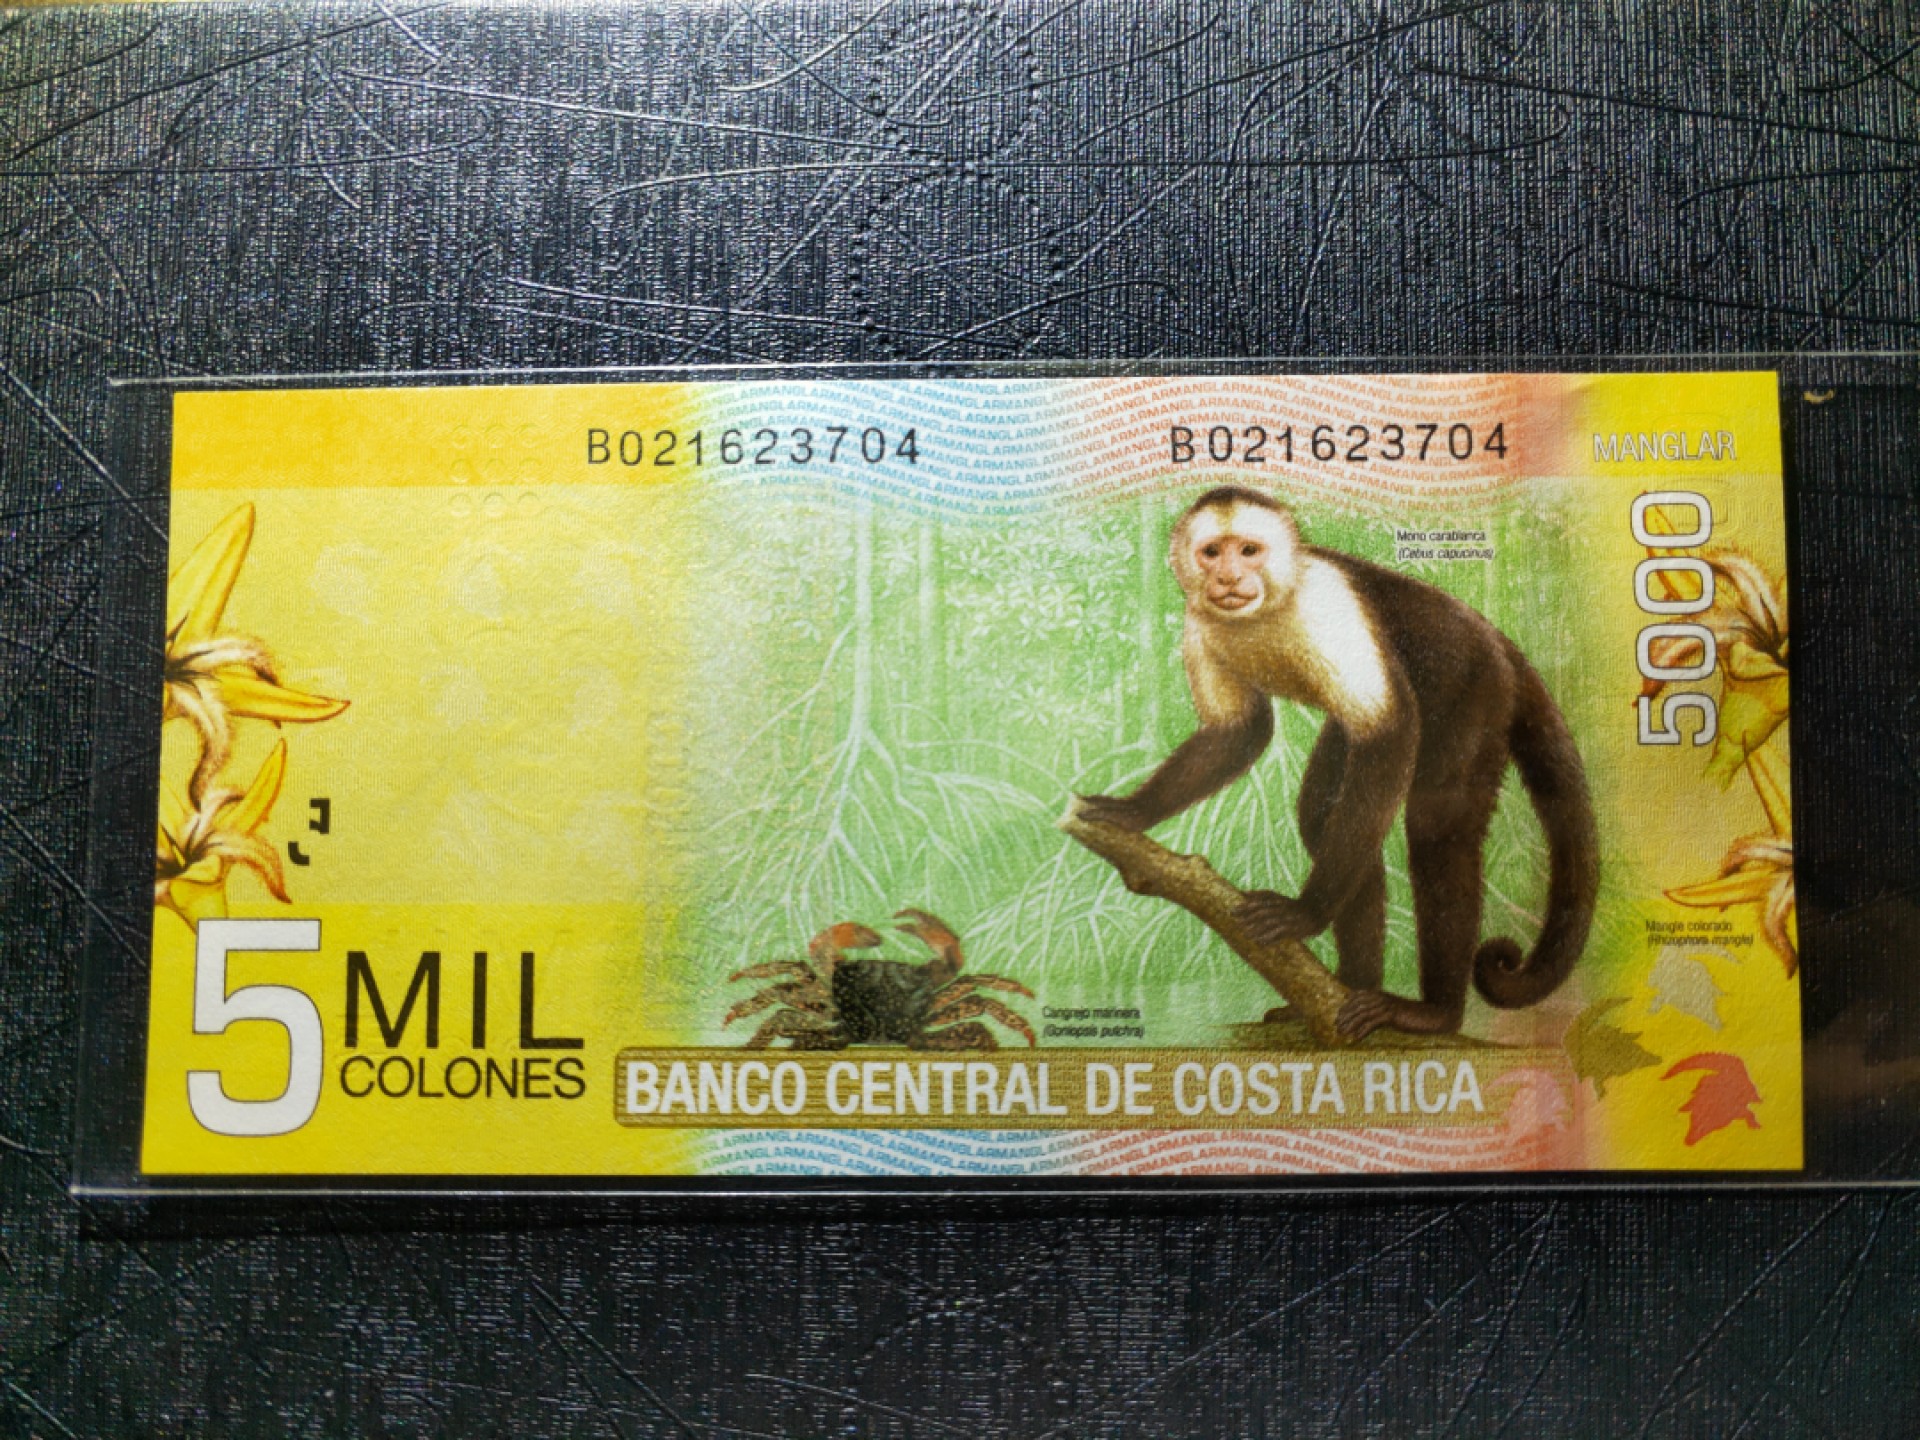 B021623704
B021623704
MANGLAR
Mono carablanca
(Cebus capucinus)
5000
Mangle colorado
(Rhizophora mangle)
5 MIL
COLONES
Cangrejo marinera
(Goniopsis pulchra)
BANCO CENTRAL DE COSTA RICA